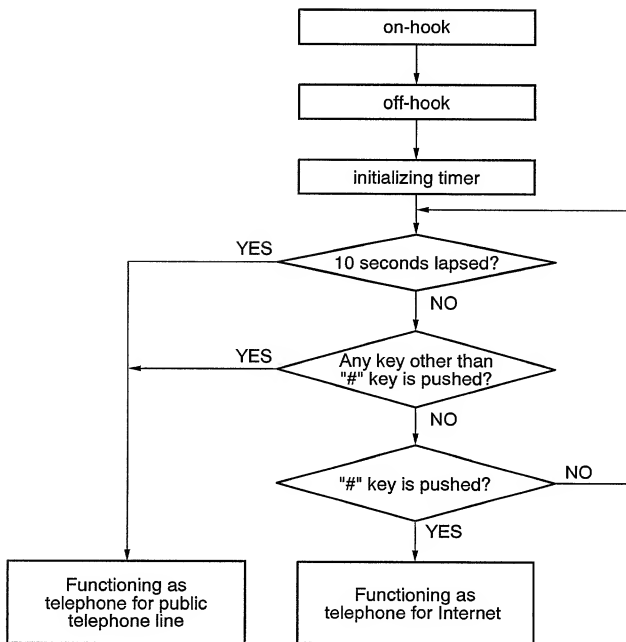 on-hook
off-hook
initializing timer
YES
10 seconds lapsed?
NO
YES
Any key other than
"#" key is pushed?
NO
"#" key is pushed?
NO
YES
Functioning as
telephone for public
telephone line
Functioning as
telephone for Internet